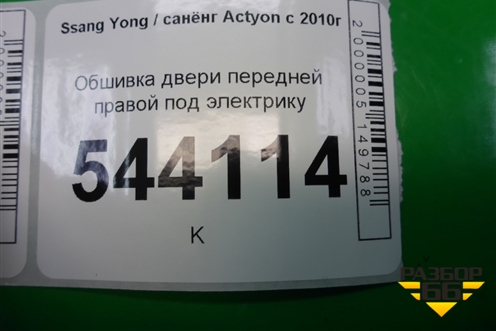 Ssang Yong / санёнг Actyon с 2010г
Обшивка двери передней
правой под электрику
544114
К
2000005149788
РАЗБОР
66